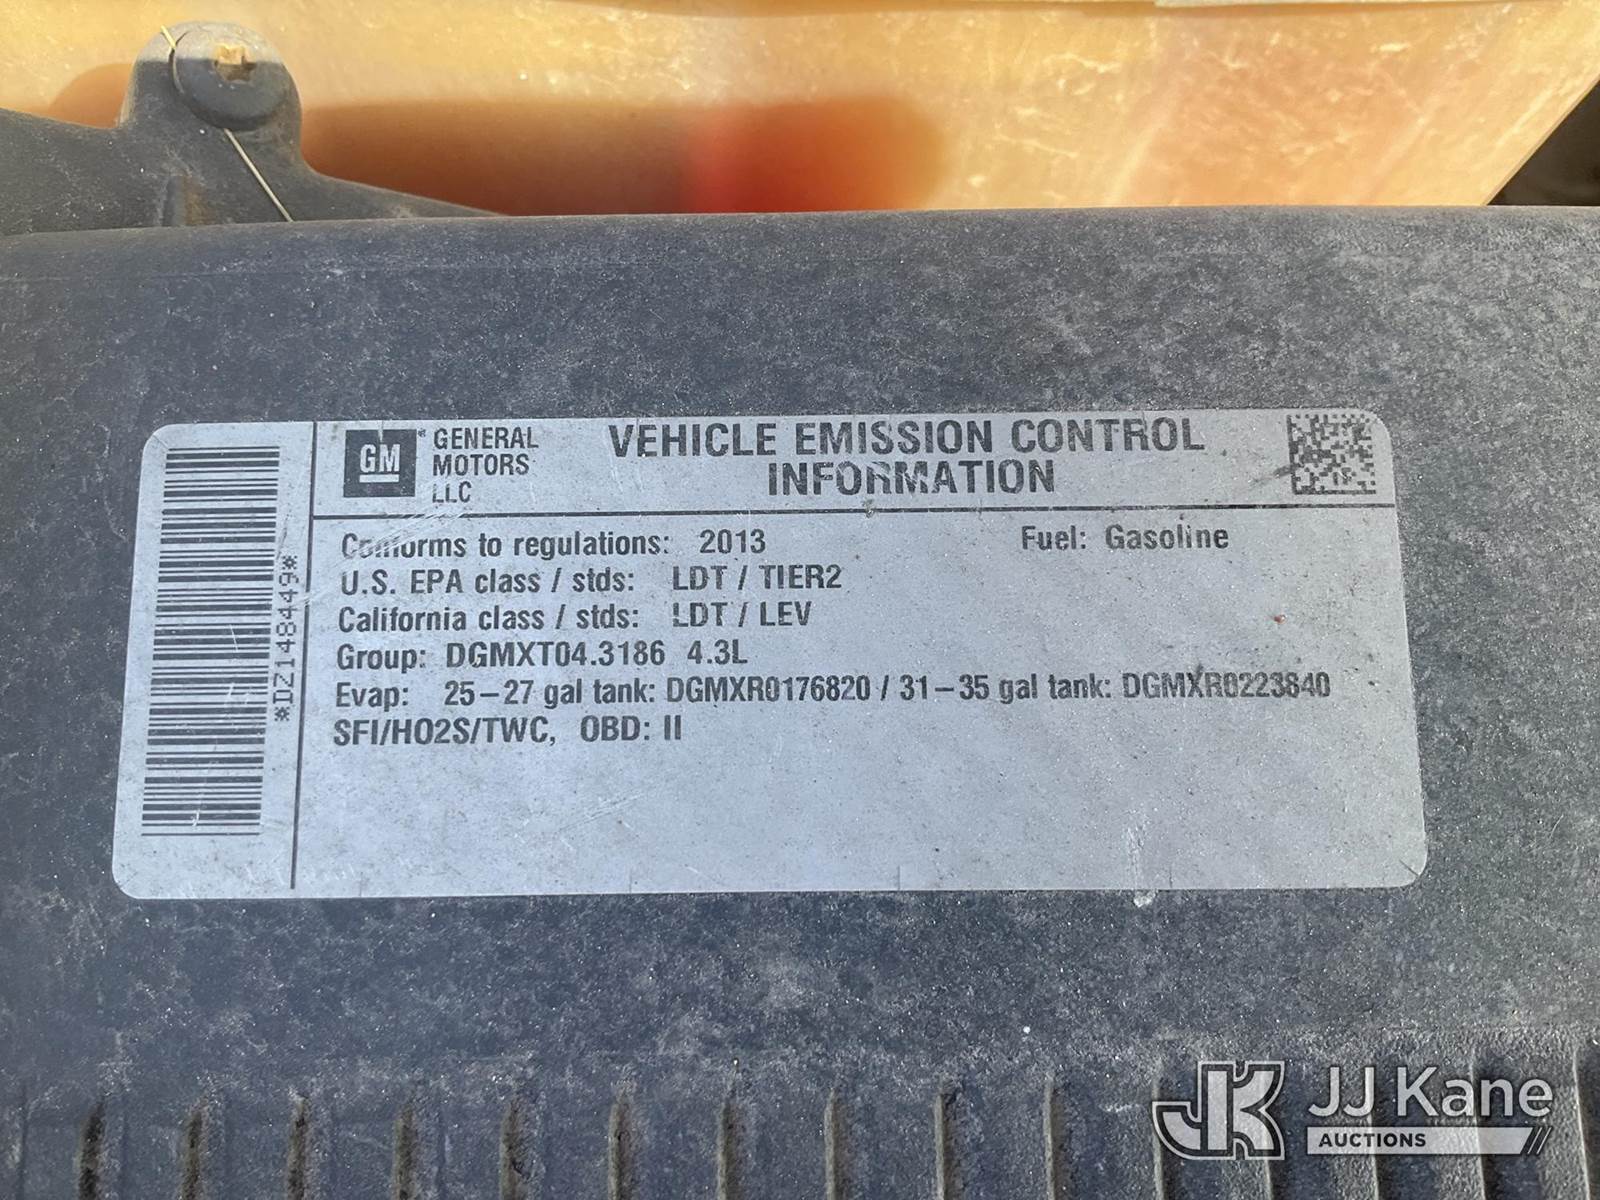 GM
GENERAL
MOTORS
LLC
VEHICLE EMISSION CONTROL
INFORMATION
Conforms to regulations: 2013 Fuel: Gasoline
U.S. EPA class / stds: LDT / TIER2
California class / stds: LDT / LEV
Group: DGMXT04.3186 4.3L
Evap: 25-27 gal tank: DGMXR0176820 / 31-35 gal tank: DGMXR0223840
SFI/HO2S/TWC, OBD: II
*DZ148449*
JK JJ Kane
AUCTIONS